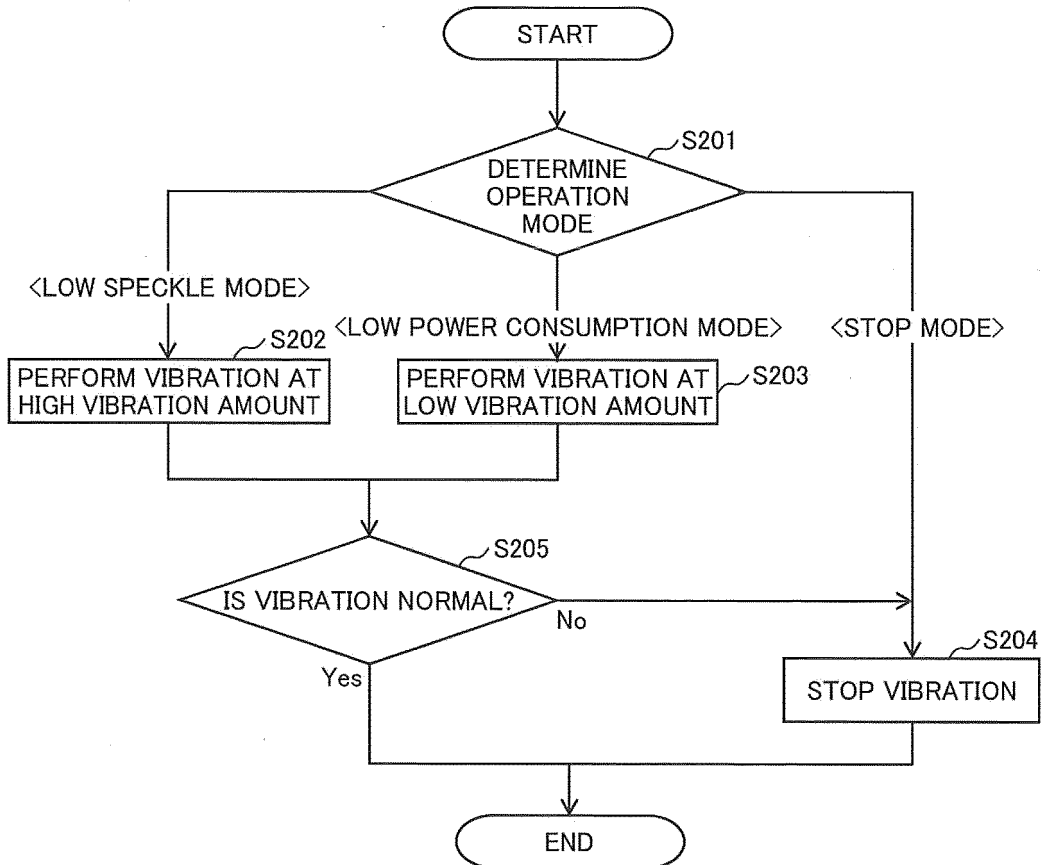 START
S201
DETERMINE
OPERATION
MODE
<LOW SPECKLE MODE>
<LOW POWER CONSUMPTION MODE>
<STOP MODE>
S202
PERFORM VIBRATION AT
HIGH VIBRATION AMOUNT
S203
PERFORM VIBRATION AT
LOW VIBRATION AMOUNT
S205
IS VIBRATION NORMAL?
No
Yes
S204
STOP VIBRATION
END